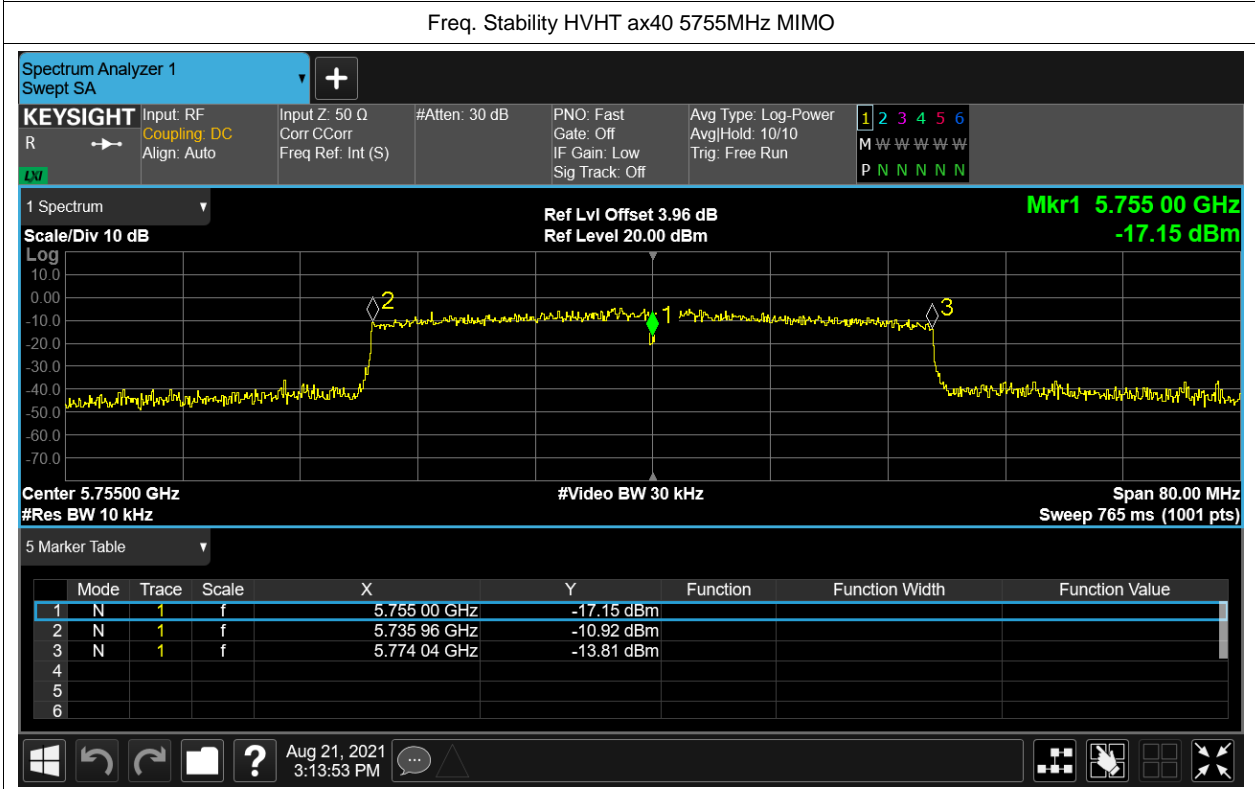 Freq. Stability HVHT ax40 5755MHz MIMO
Spectrum Analyzer 1
Swept SA
KEYSIGHT
R
LXI
Input: RF
Coupling: DC
Align: Auto
Input Z: 50 Ω
Corr CCorr
Freq Ref: Int (S)
#Atten: 30 dB
PNO: Fast
Gate: Off
IF Gain: Low
Sig Track: Off
Avg Type: Log-Power
Avg|Hold: 10/10
Trig: Free Run
1 2 3 4 5 6
M W W W W W
P N N N N N
1 Spectrum
Scale/Div 10 dB
Ref Lvl Offset 3.96 dB
Ref Level 20.00 dBm
Mkr1 5.755 00 GHz
-17.15 dBm
Log
10.0
0.00
-10.0
-20.0
-30.0
-40.0
-50.0
-60.0
-70.0
2
1
3
Center 5.75500 GHz
#Video BW 30 kHz
Span 80.00 MHz
#Res BW 10 kHz
Sweep 765 ms (1001 pts)
5 Marker Table
Mode Trace Scale X Y Function Function Width Function Value
1 N 1 f 5.755 00 GHz -17.15 dBm
2 N 1 f 5.735 96 GHz -10.92 dBm
3 N 1 f 5.774 04 GHz -13.81 dBm
4
5
6
?
Aug 21, 2021
3:13:53 PM